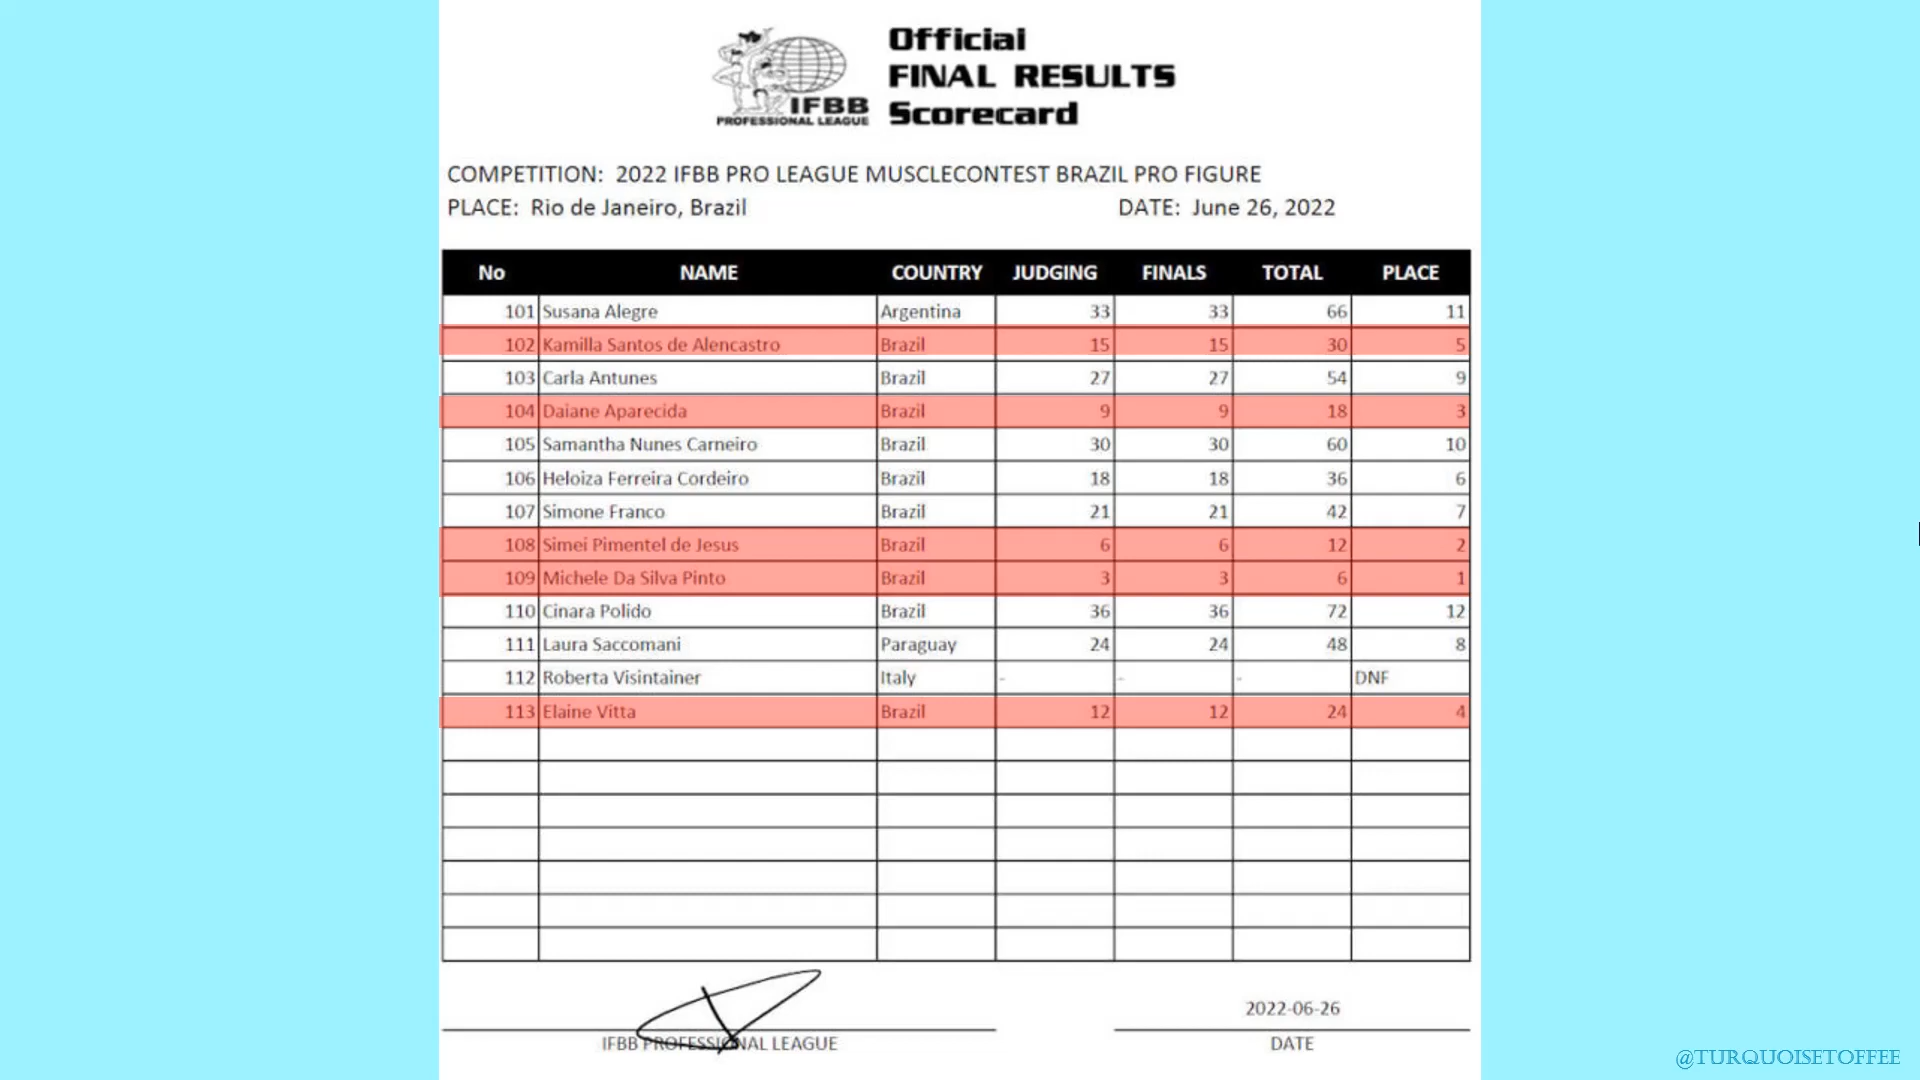 Official
FINAL RESULTS
Scorecard
IFBB
PROFESSIONAL LEAGUE
COMPETITION: 2022 IFBB PRO LEAGUE MUSCLECONTEST BRAZIL PRO FIGURE
PLACE: Rio de Janeiro, Brazil DATE: June 26, 2022
No NAME COUNTRY JUDGING FINALS TOTAL PLACE
101 Susana Alegre Argentina 33 33 66 11
102 Kamilla Santos de Alencastro Brazil 15 15 30 5
103 Carla Antunes Brazil 27 27 54 9
104 Daiane Aparecida Brazil 9 9 18 3
105 Samantha Nunes Carneiro Brazil 30 30 60 10
106 Heloiza Ferreira Cordeiro Brazil 18 18 36 6
107 Simone Franco Brazil 21 21 42 7
108 Simei Pimentel de Jesus Brazil 6 6 12 2
109 Michele Da Silva Pinto Brazil 3 3 6 1
110 Cinara Polido Brazil 36 36 72 12
111 Laura Saccomani Paraguay 24 24 48 8
112 Roberta Visintainer Italy - - - DNF
113 Elaine Vitta Brazil 12 12 24 4
2022-06-26
IFBB PROFESSIONAL LEAGUE DATE
@TURQUOISETOFFEE